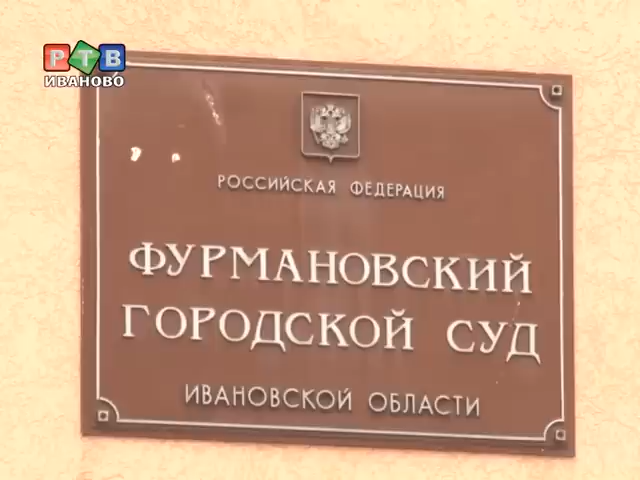 РТВ
ИВАНОВО
РОССИЙСКАЯ ФЕДЕРАЦИЯ
ФУРМАНОВСКИЙ
ГОРОДСКОЙ СУД
ИВАНОВСКОЙ ОБЛАСТИ